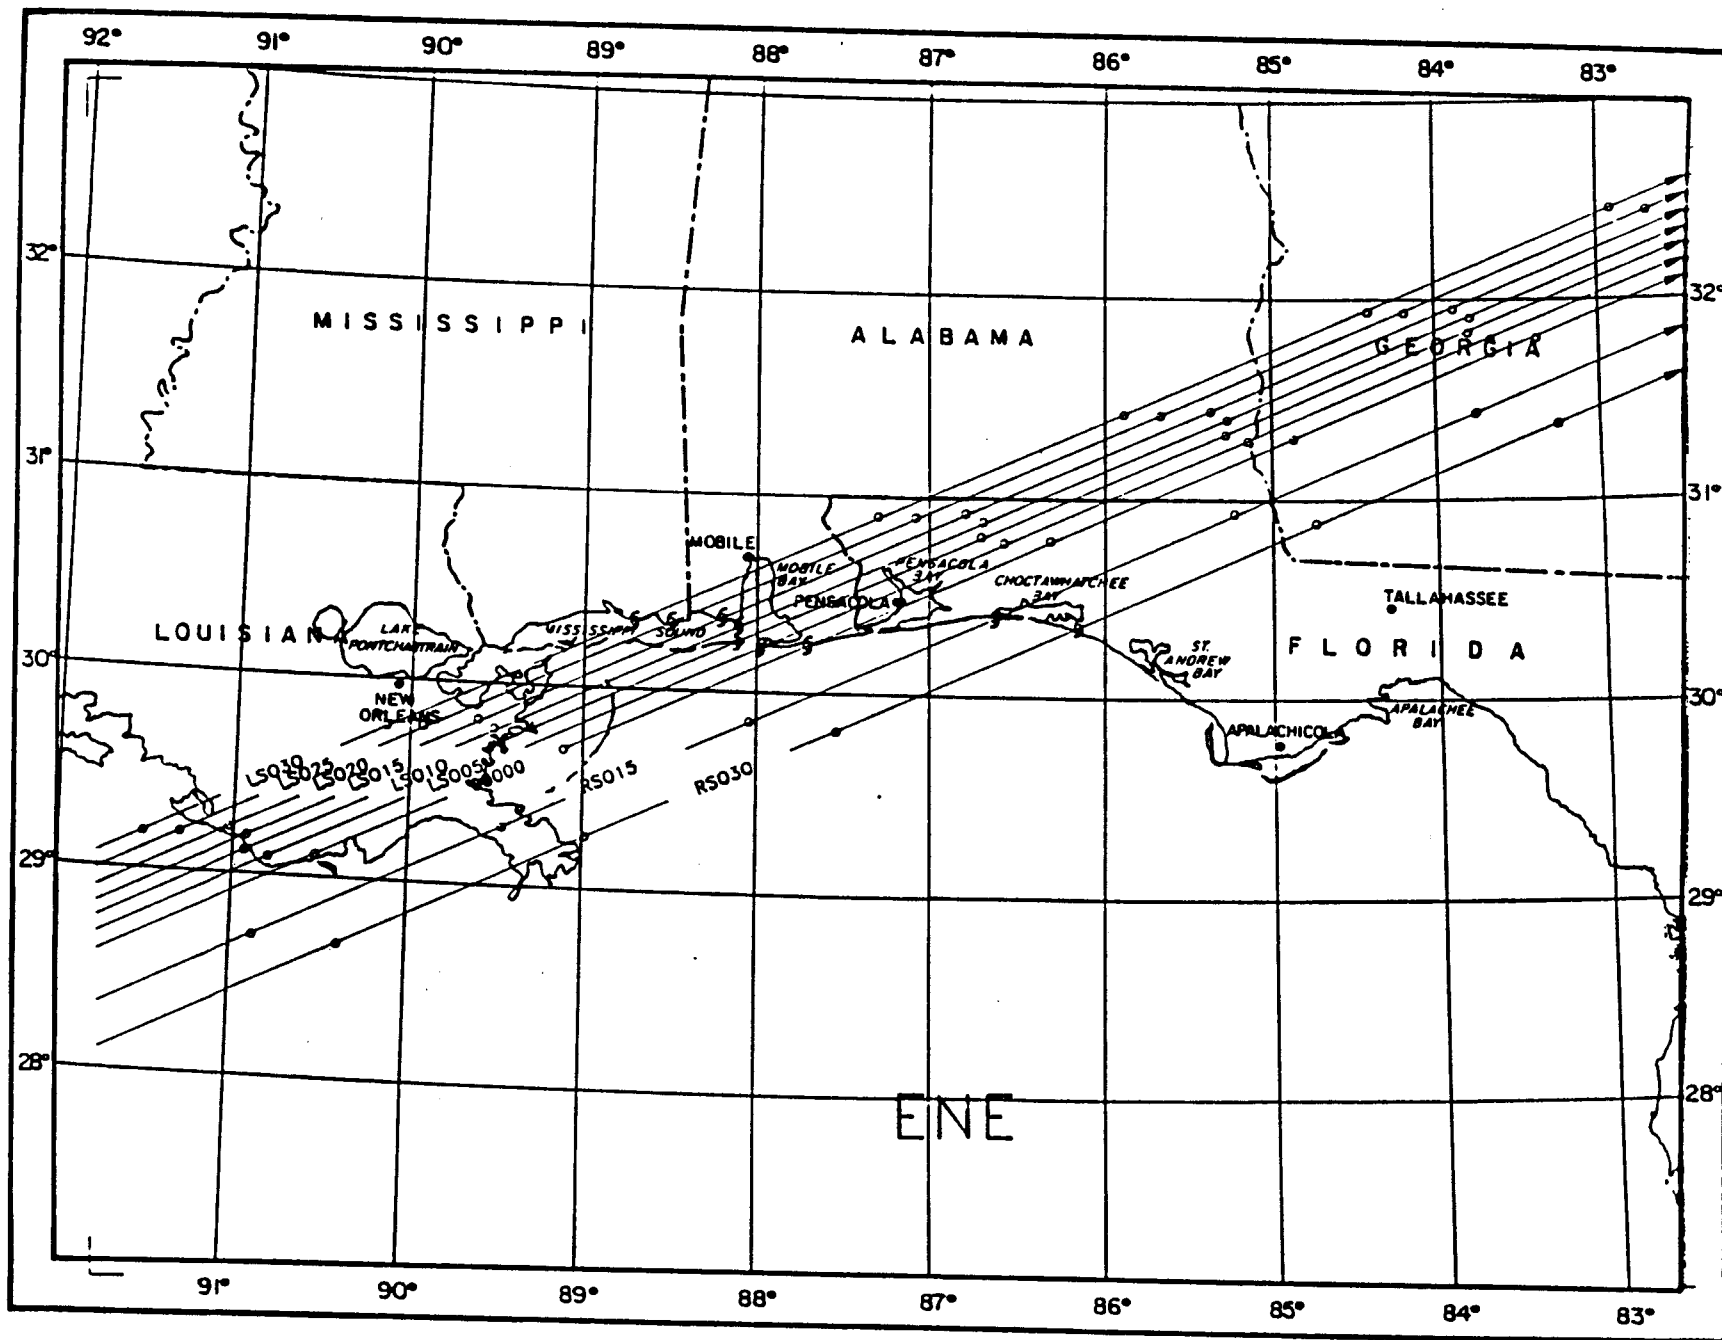 92° 91° 90° 89° 88° 87° 86° 85° 84° 83°
32°
32°
MISSISSIPPI
ALABAMA
GEORGIA
31°
31°
MOBILE
MOBILE
BAY
PENSACOLA
BAY
PENSACOLA
CHOCTAWHATCHEE
BAY
TALLAHASSEE
LOUISIANA
LAKE
PONTCHARTRAIN
MISSISSIPPI SOUND
FLORIDA
ST.
ANDREW
BAY
30°
30°
NEW
ORLEANS
APALACHEE
BAY
APALACHICOLA
LS030 LS025 LS020 LS015 LS010 LS005 RS015 RS030
29°
29°
28°
28°
ENE
91° 90° 89° 88° 87° 86° 85° 84° 83°